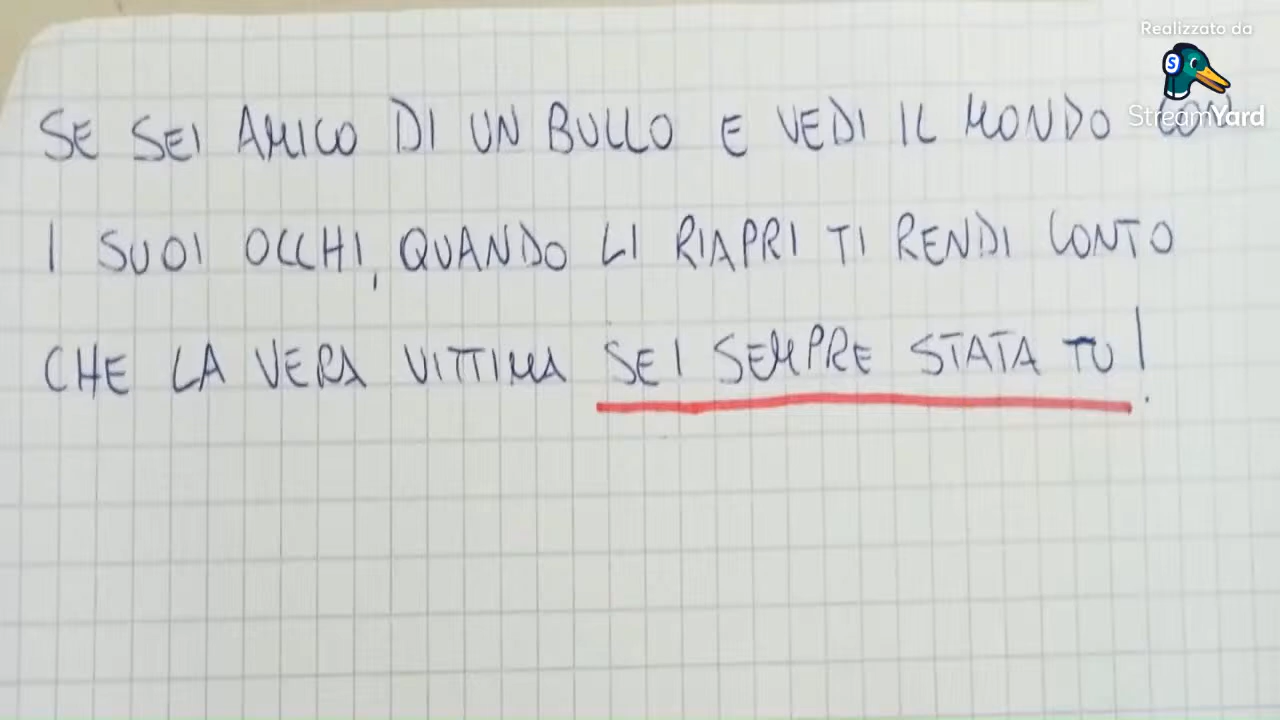 Realizzato da
StreamYard
SE SEI AMICO DI UN BULLO E VEDI IL MONDO CON
I SUOI OCCHI, QUANDO LI RIAPRI TI RENDI CONTO
CHE LA VERA VITTIMA SEI SEMPRE STATA TU!